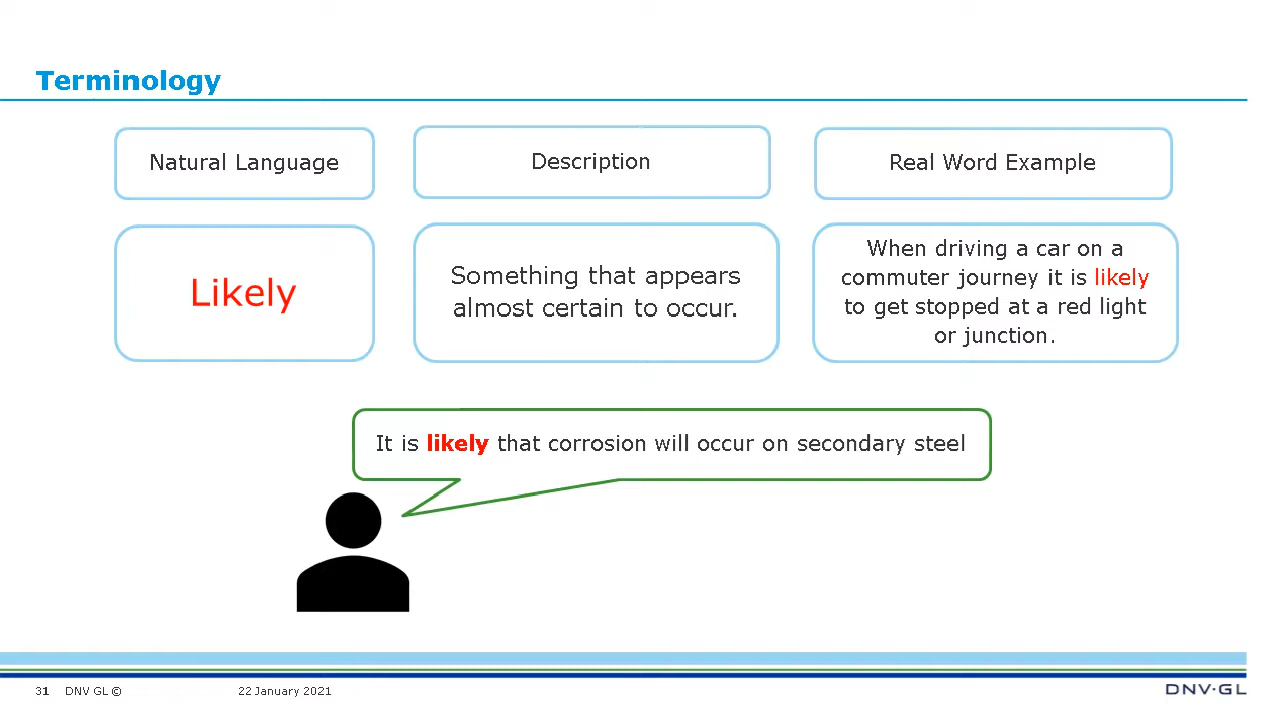 Terminology
Natural Language
Description
Real Word Example
Likely
Something that appears
almost certain to occur.
When driving a car on a
commuter journey it is likely
to get stopped at a red light
or junction.
It is likely that corrosion will occur on secondary steel
31 DNV GL © 22 January 2021
DNV·GL